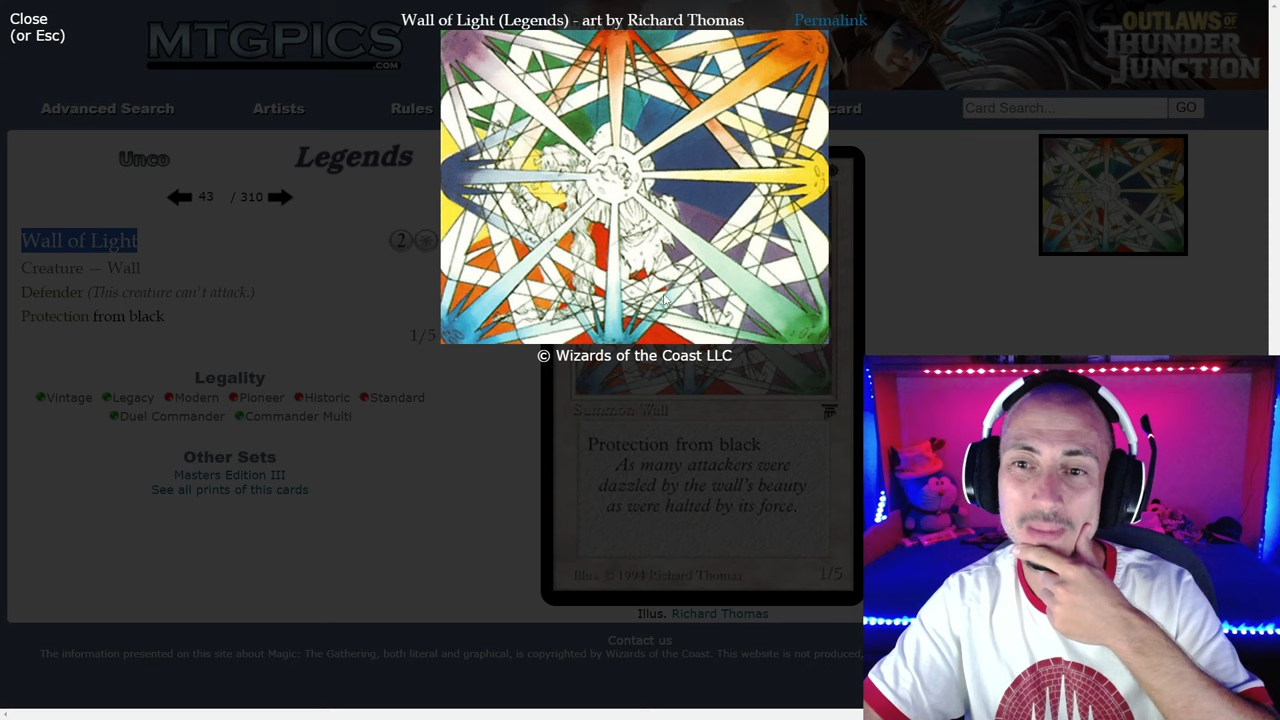 Close
(or Esc)
Wall of Light (Legends) - art by Richard Thomas
Permalink
MTGPICS
.COM
OUTLAWS OF
THUNDER
JUNCTION
Advanced Search
Artists
Rules
card
Card Search...
GO
Unco
Legends
43 / 310
Wall of Light
2
Creature — Wall
Defender (This creature can't attack.)
Protection from black
1/5
Legality
Vintage Legacy Modern Pioneer Historic Standard
Duel Commander Commander Multi
Other Sets
Masters Edition III
See all prints of this cards
© Wizards of the Coast LLC
Summon Wall
Protection from black
As many attackers were
dazzled by the wall's beauty
as were halted by its force.
Illus. © 1994 Richard Thomas
1/5
Illus. Richard Thomas
Contact us
The information presented on this site about Magic: The Gathering, both literal and graphical, is copyrighted by Wizards of the Coast. This website is not produced,